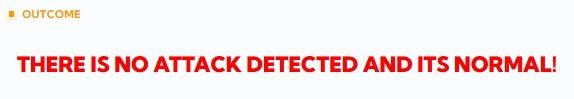 OUTCOME
THERE IS NO ATTACK DETECTED AND ITS NORMAL!